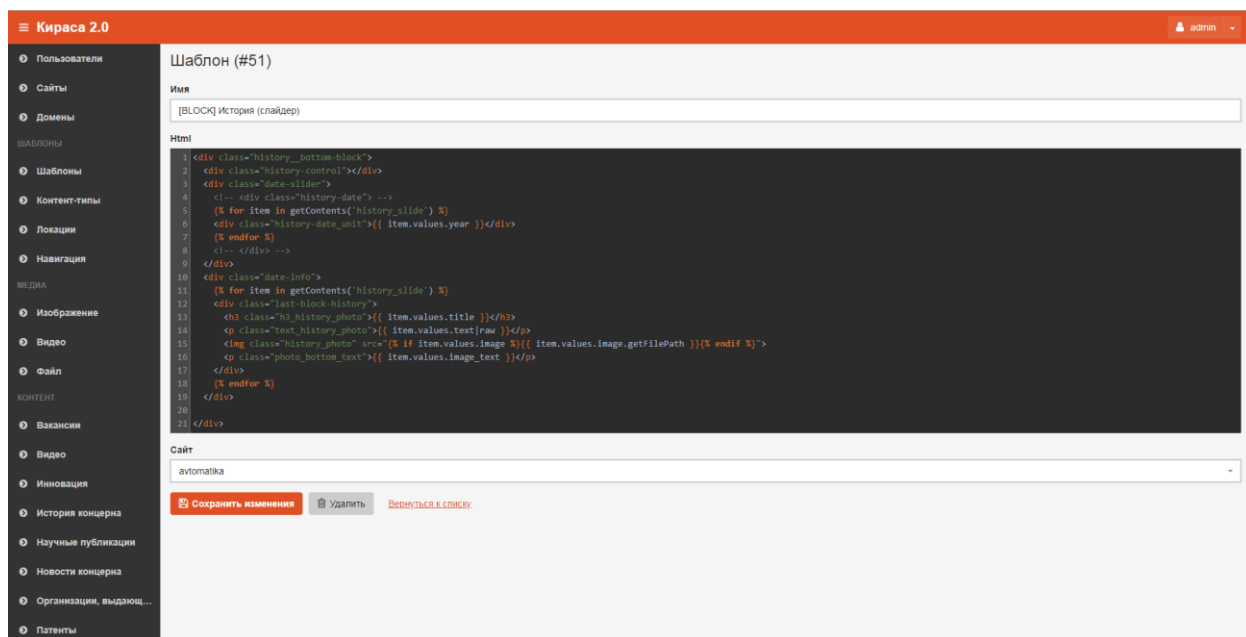 ≡ Кираса 2.0
admin
Пользователи
Сайты
Домены
ШАБЛОНЫ
Шаблоны
Контент-типы
Локации
Навигация
МЕДИА
Изображение
Видео
Файл
КОНТЕНТ
Вакансии
Видео
Инновация
История концерна
Научные публикации
Новости концерна
Организации, выдающ...
Патенты
Шаблон (#51)
Имя
[BLOCK] История (слайдер)
Html
1 <div class="history__bottom-block">
2 <div class="history-control"></div>
3 <div class="date-slider">
4 <!-- <div class="history-date"> -->
5 {% for item in getContents('history_slide') %}
6 <div class="history-date_unit">{{ item.values.year }}</div>
7 {% endfor %}
8 <!-- </div> -->
9 </div>
10 <div class="date-info">
11 {% for item in getContents('history_slide') %}
12 <div class="last-block-history">
13 <h3 class="h3_history_photo">{{ item.values.title }}</h3>
14 <p class="text_history_photo">{{ item.values.text|raw }}</p>
15 <img class="history_photo" src="{% if item.values.image %}{{ item.values.image.getFilePath }}{% endif %}">
16 <p class="photo_bottom_text">{{ item.values.image_text }}</p>
17 </div>
18 {% endfor %}
19 </div>
20
21 </div>
Сайт
avtomatika
Сохранить изменения Удалить Вернуться к списку